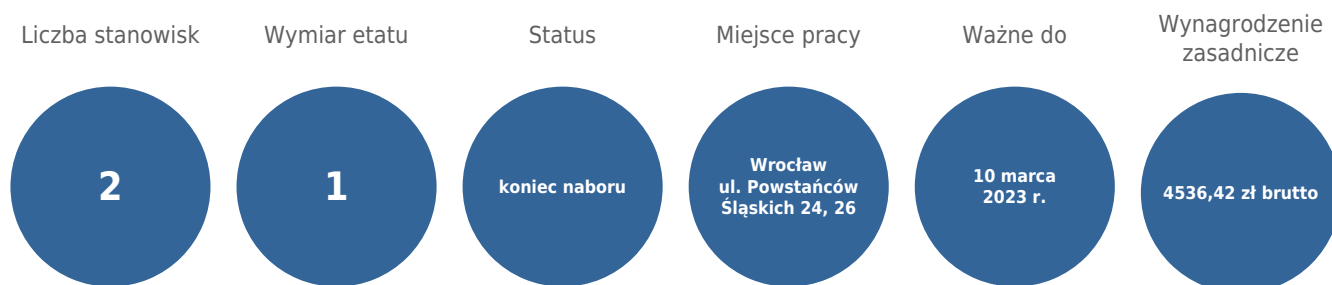 Liczba stanowisk
2
Wymiar etatu
1
Status
koniec naboru
Miejsce pracy
Wrocław
ul. Powstańców
Śląskich 24, 26
Ważne do
10 marca
2023 r.
Wynagrodzenie
zasadnicze
4536,42 zł brutto